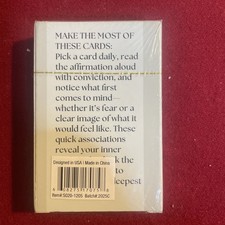 MAKE THE MOST OF
THESE CARDS:
Pick a card daily, read
the affirmation aloud
with conviction, and
notice what first
comes to mind—
whether it's fear or a
clear image of what it
would feel like. These
quick associations
reveal your inner
k the
Designed in USA | Made in China
eepest